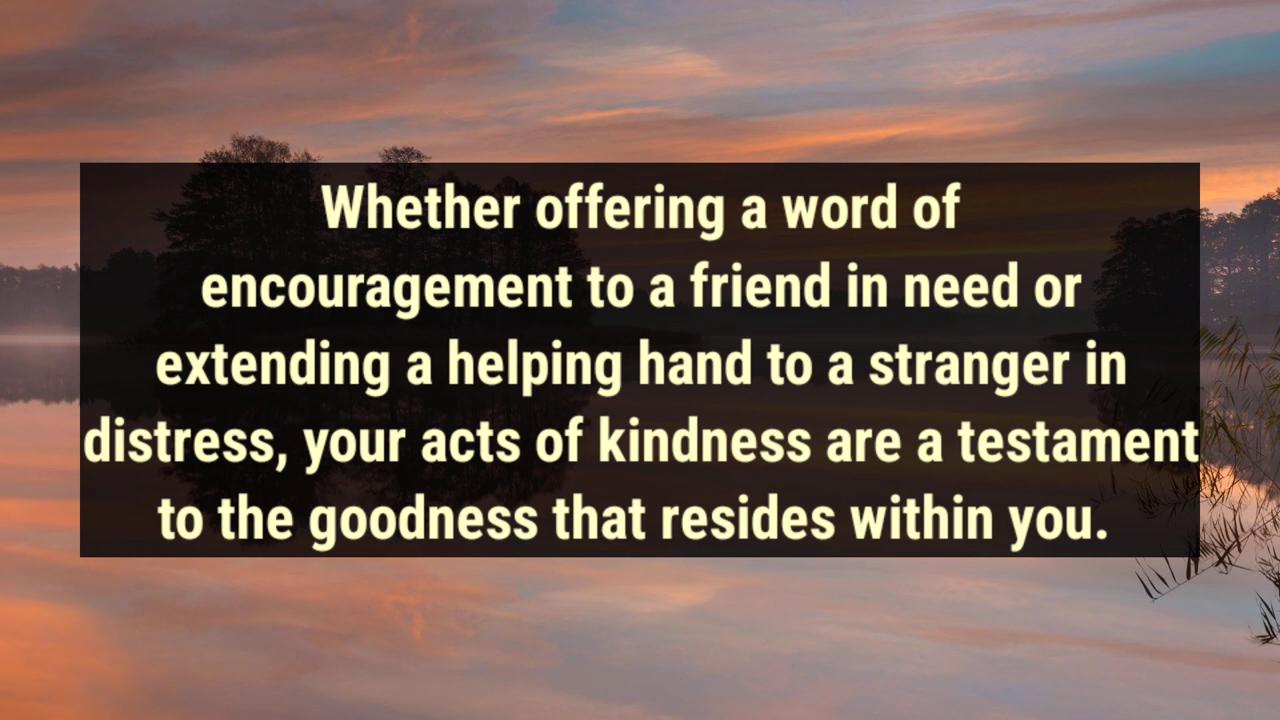 Whether offering a word of
encouragement to a friend in need or
extending a helping hand to a stranger in
distress, your acts of kindness are a testament
to the goodness that resides within you.